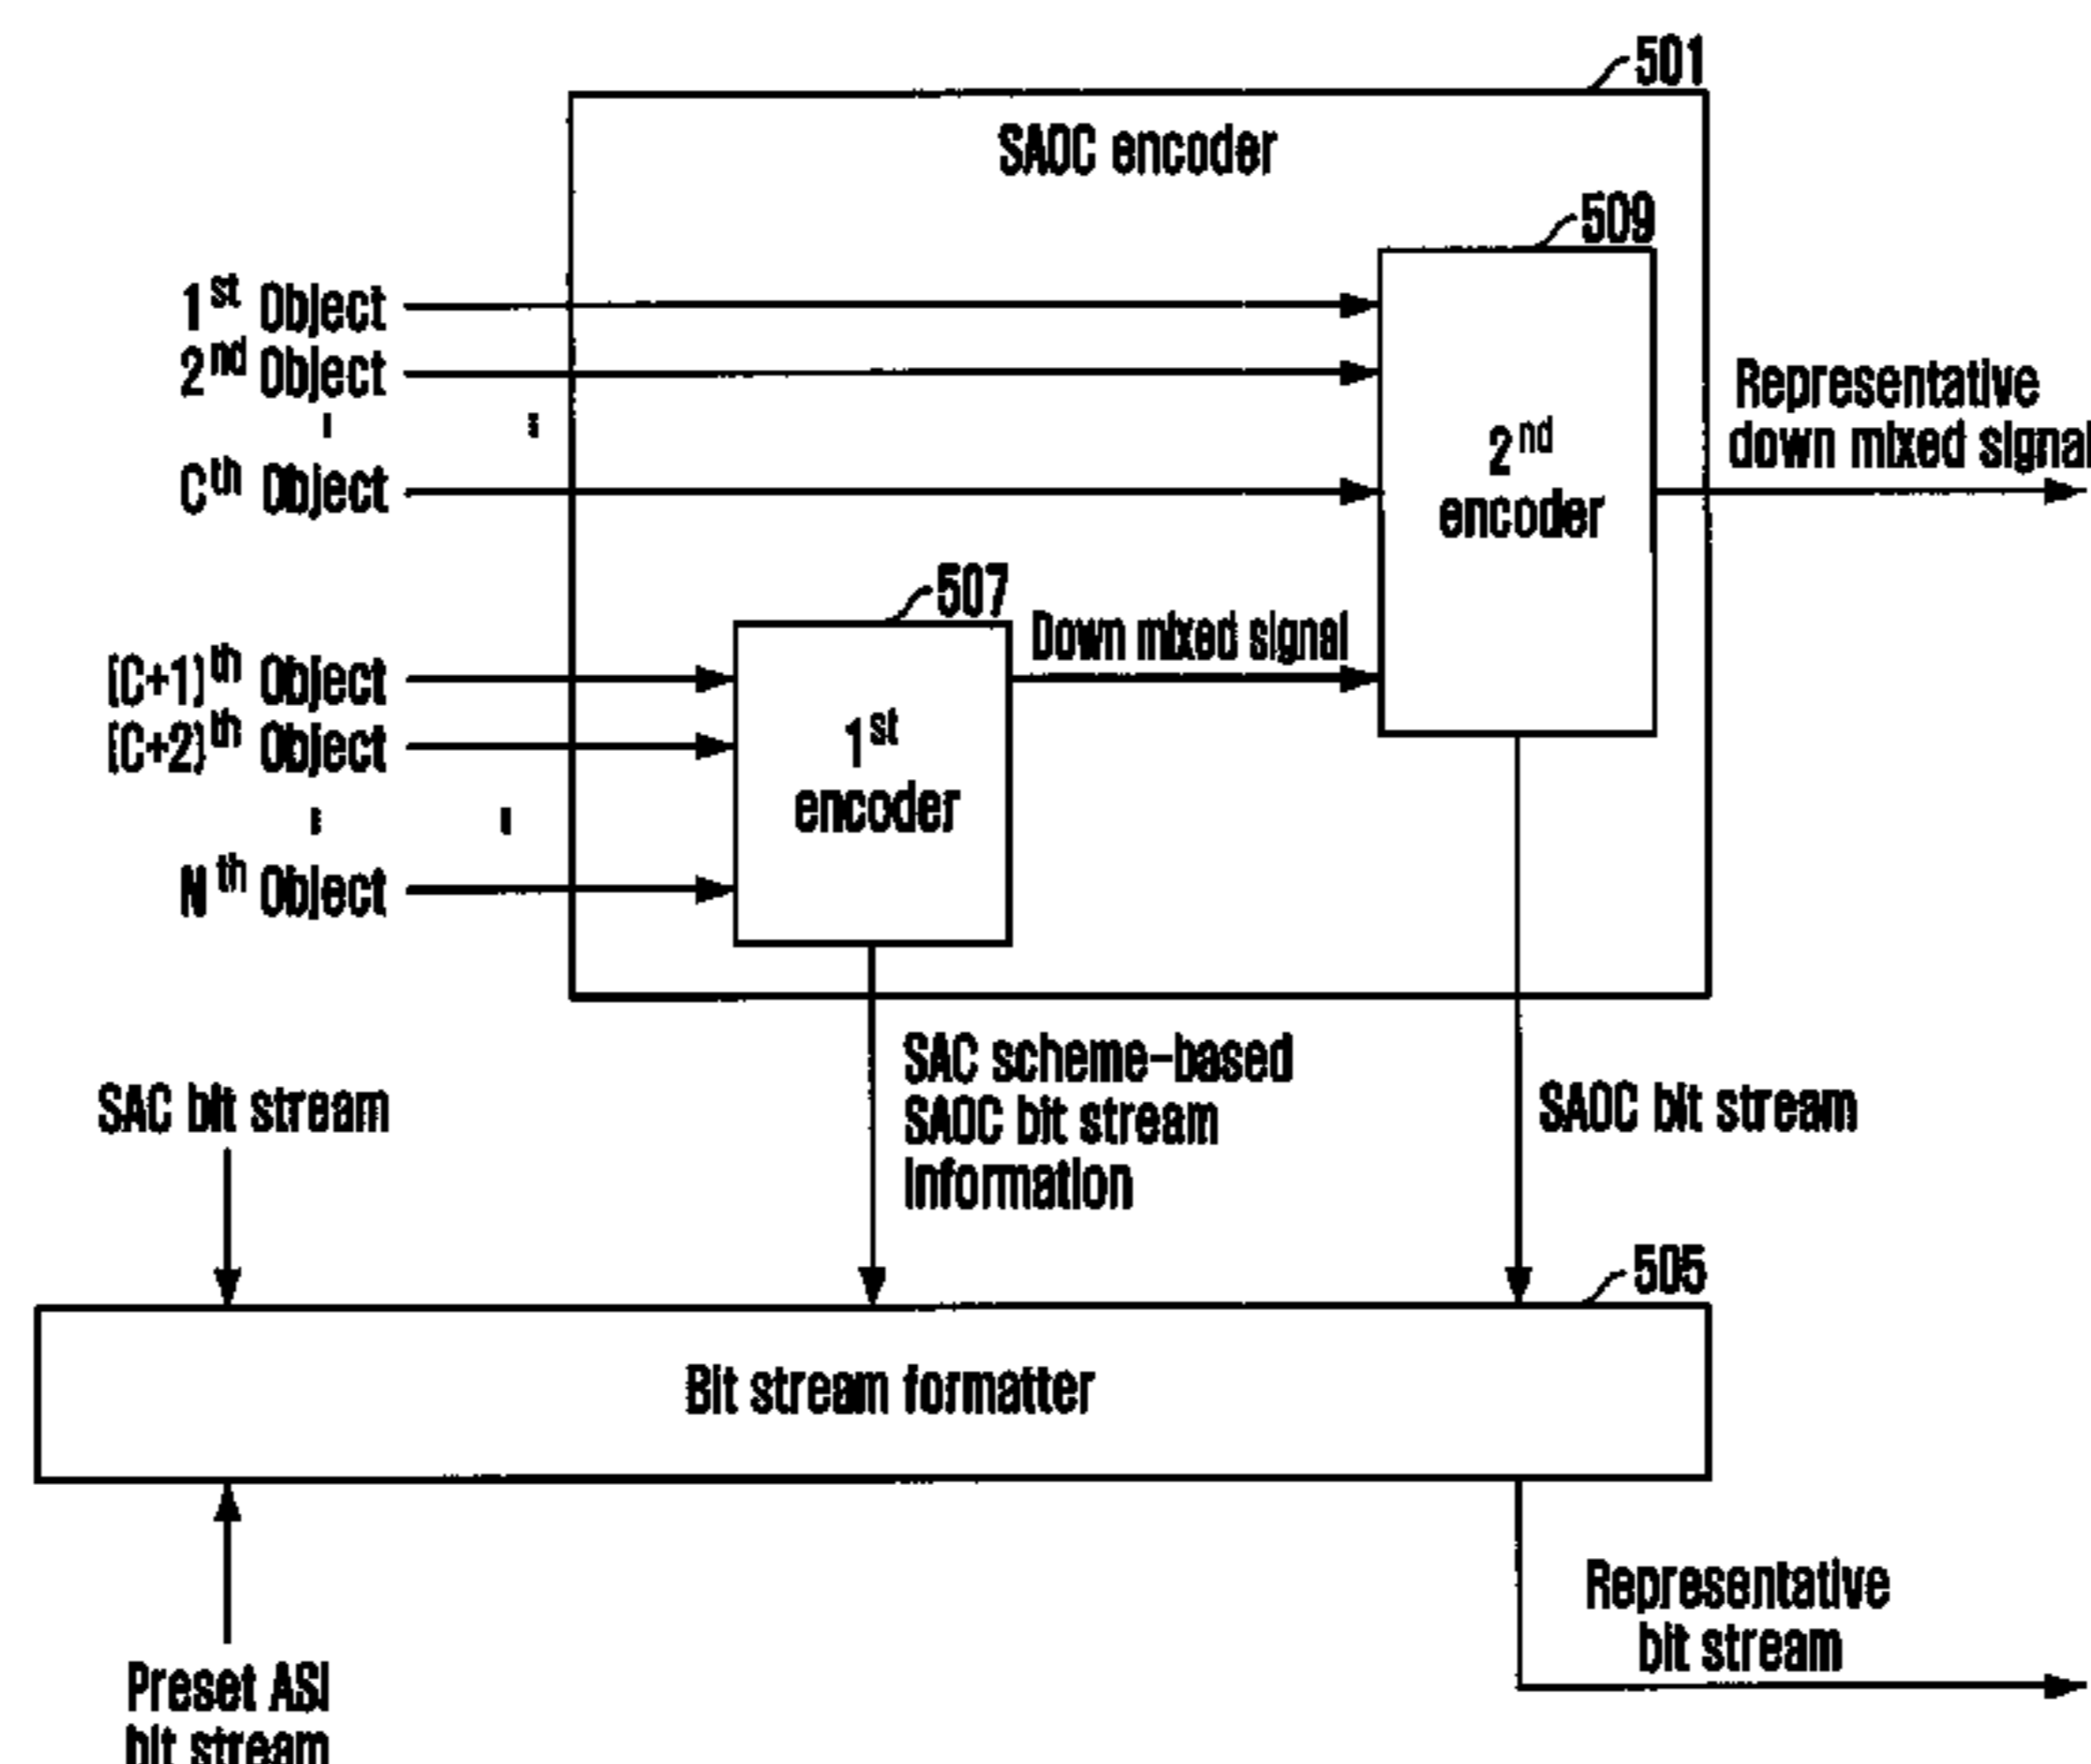 501
SAOC encoder
509
1st Object
2nd Object
Cth Object
2nd
encoder
Representative
down mixed signal
507
Down mixed signal
(C+1)th Object
(C+2)th Object
Nth Object
1st
encoder
SAC scheme-based
SAOC bit stream
information
SAC bit stream
SAOC bit stream
505
Bit stream formatter
Representative
bit stream
Preset ASI
bit stream